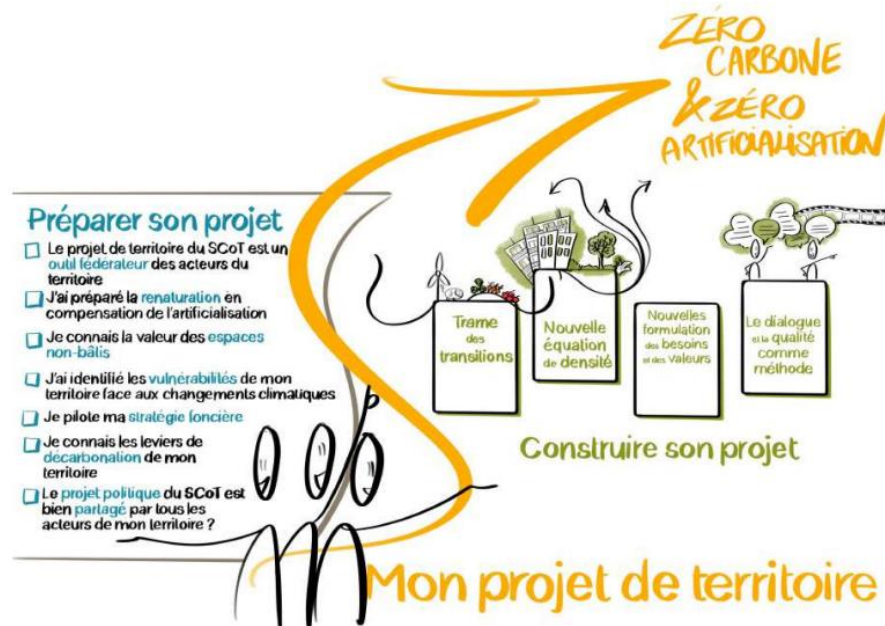 ZÉRO
CARBONE
& ZÉRO
ARTIFICIALISATION
Préparer son projet
Le projet de territoire du SCoT est un
outil fédérateur des acteurs du
territoire
J'ai préparé la renaturation en
compensation de l'artificialisation
Je connais la valeur des espaces
non-bâtis
J'ai identifié les vulnérabilités de mon
territoire face aux changements climatiques
Je pilote ma stratégie foncière
Je connais les leviers de
décarbonation de mon
territoire
Le projet politique du SCoT est
bien partagé par tous les
acteurs de mon territoire ?
Trame
des
transitions
Nouvelle
équation
de densité
Nouvelles
formulation
des besoins
et des valeurs
Le dialogue
et la qualité
comme
méthode
Construire son projet
Mon projet de territoire